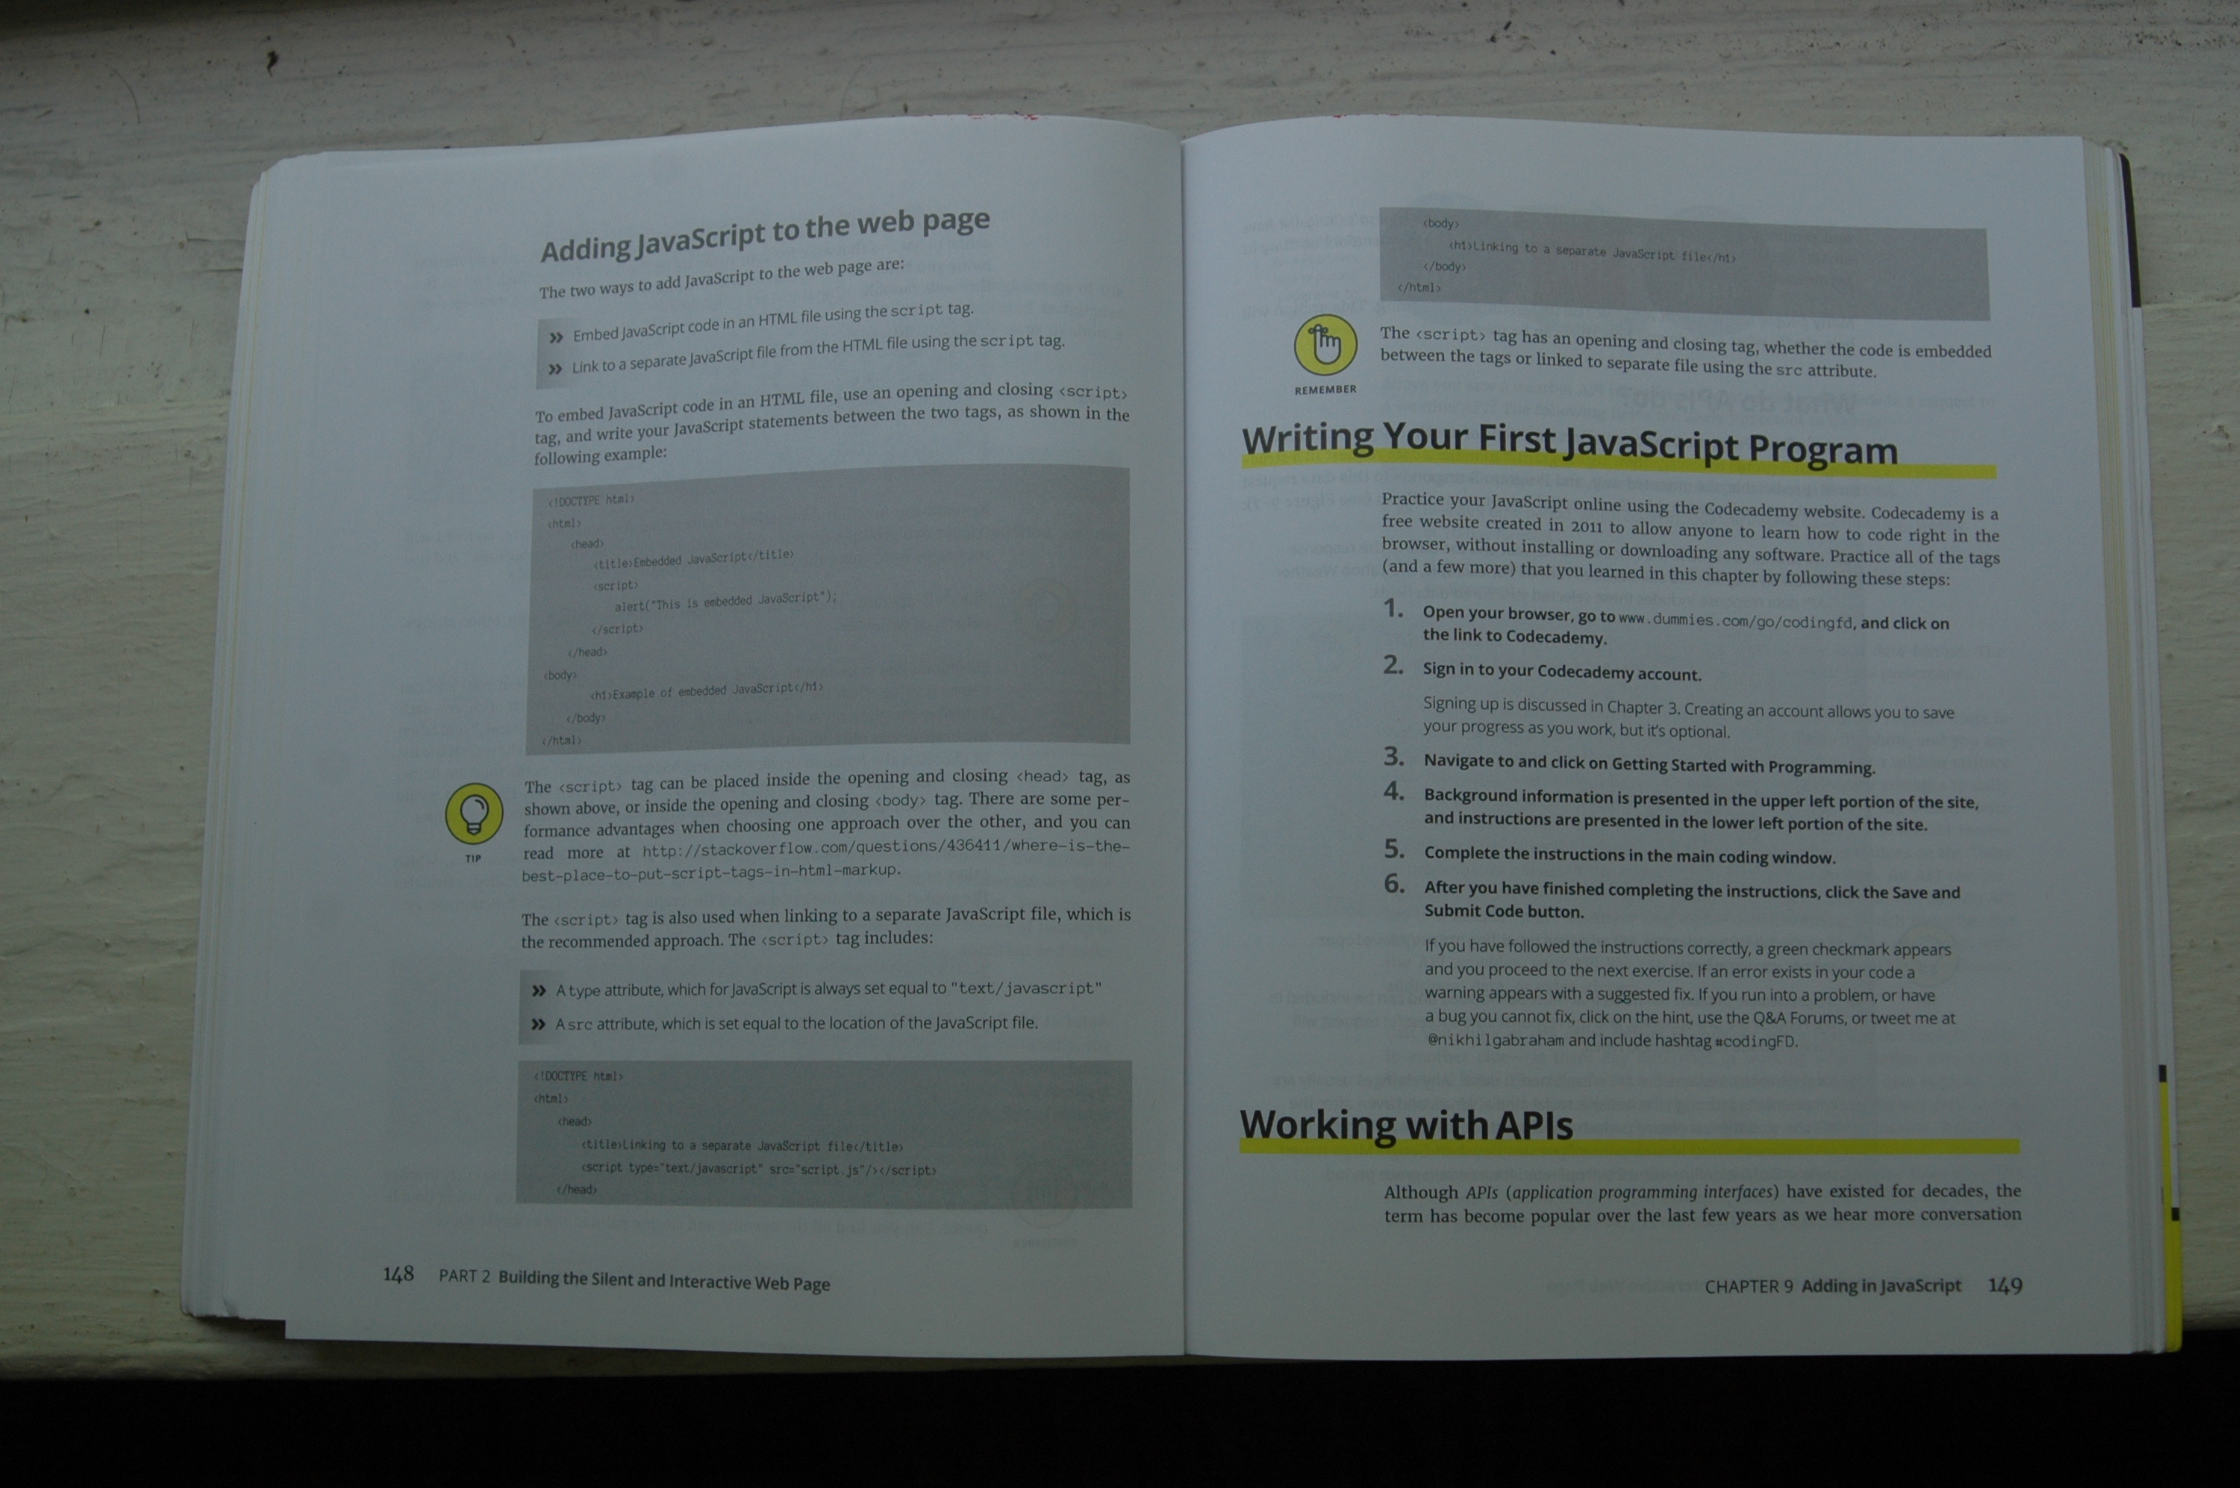 Adding JavaScript to the web page
The two ways to add JavaScript to the web page are:
» Embed JavaScript code in an HTML file using the script tag.
» Link to a separate JavaScript file from the HTML file using the script tag.
To embed JavaScript code in an HTML file, use an opening and closing <script>
tag, and write your JavaScript statements between the two tags, as shown in the
following example:
<!DOCTYPE html>
<html>
<head>
<title>Embedded JavaScript</title>
<script>
alert("This is embedded JavaScript");
</script>
</head>
<body>
<h1>Example of embedded JavaScript</h1>
</body>
</html>
TIP
The <script> tag can be placed inside the opening and closing <head> tag, as
shown above, or inside the opening and closing <body> tag. There are some per-
formance advantages when choosing one approach over the other, and you can
read more at http://stackoverflow.com/questions/436411/where-is-the-
best-place-to-put-script-tags-in-html-markup.
The <script> tag is also used when linking to a separate JavaScript file, which is
the recommended approach. The <script> tag includes:
» A type attribute, which for JavaScript is always set equal to "text/javascript"
» A src attribute, which is set equal to the location of the JavaScript file.
<!DOCTYPE html>
<html>
<head>
<title>Linking to a separate JavaScript file</title>
<script type="text/javascript" src="script.js"/></script>
</head>
148 PART 2 Building the Silent and Interactive Web Page
<body>
<h1>Linking to a separate JavaScript file</h1>
</body>
</html>
REMEMBER
The <script> tag has an opening and closing tag, whether the code is embedded
between the tags or linked to separate file using the src attribute.
Writing Your First JavaScript Program
Practice your JavaScript online using the Codecademy website. Codecademy is a
free website created in 2011 to allow anyone to learn how to code right in the
browser, without installing or downloading any software. Practice all of the tags
(and a few more) that you learned in this chapter by following these steps:
1. Open your browser, go to www.dummies.com/go/codingfd, and click on
the link to Codecademy.
2. Sign in to your Codecademy account.
Signing up is discussed in Chapter 3. Creating an account allows you to save
your progress as you work, but it's optional.
3. Navigate to and click on Getting Started with Programming.
4. Background information is presented in the upper left portion of the site,
and instructions are presented in the lower left portion of the site.
5. Complete the instructions in the main coding window.
6. After you have finished completing the instructions, click the Save and
Submit Code button.
If you have followed the instructions correctly, a green checkmark appears
and you proceed to the next exercise. If an error exists in your code a
warning appears with a suggested fix. If you run into a problem, or have
a bug you cannot fix, click on the hint, use the Q&A Forums, or tweet me at
@nikhilgabraham and include hashtag #codingFD.
Working with APIs
Although APIs (application programming interfaces) have existed for decades, the
term has become popular over the last few years as we hear more conversation
CHAPTER 9 Adding in JavaScript 149